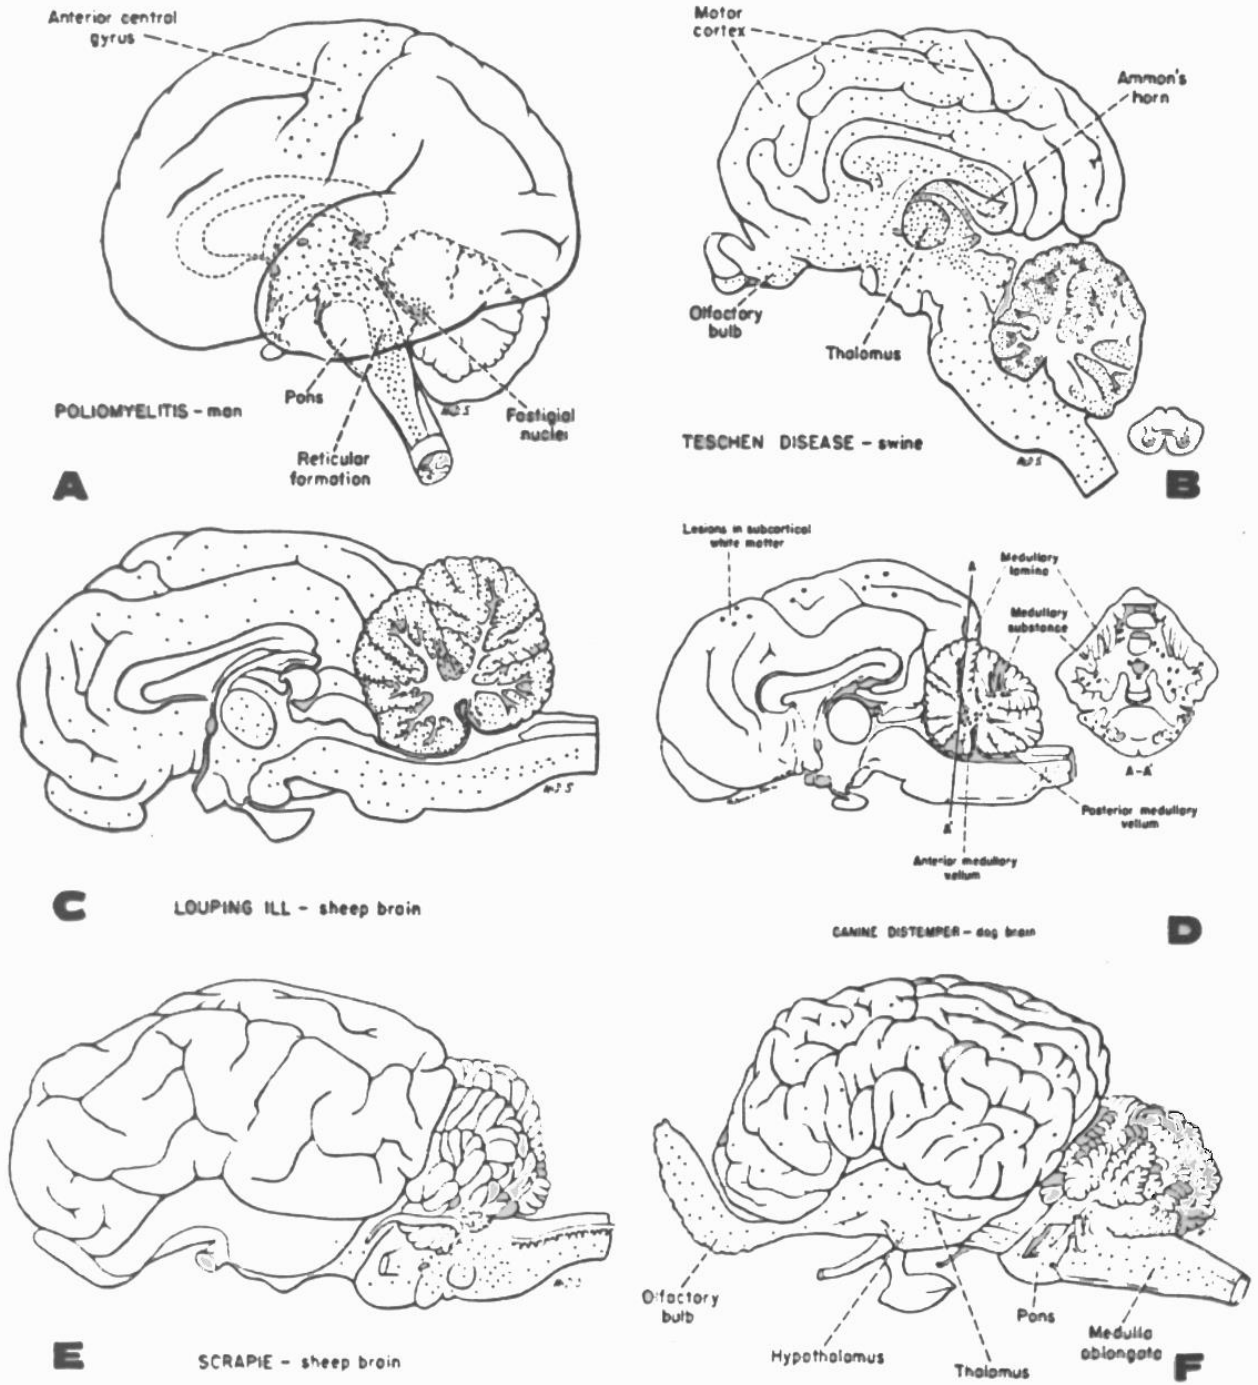 Anterior central
gyrus
Pons
Reticular
formation
Fastigial
nuclei
POLIOMYELITIS - man
M.D.S
A
Motor
cortex
Ammon's
horn
Olfactory
bulb
Thalamus
TESCHEN DISEASE - swine
M.D.S
B
M.D.S
C
LOUPING ILL - sheep brain
Lesions in subcortical
white matter
A
Medullary
lamina
Medullary
substance
A-A'
Posterior medullary
vellum
A'
Anterior medullary
vellum
CANINE DISTEMPER - dog brain
D
E
SCRAPIE - sheep brain
Olfactory
bulb
Hypothalamus
Thalamus
Pons
Medulla
oblongata
F